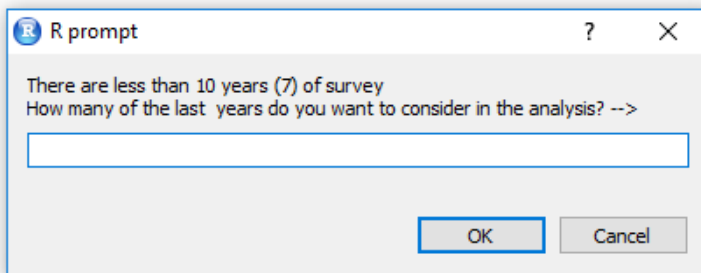 R prompt
?
There are less than 10 years (7) of survey
How many of the last  years do you want to consider in the analysis? -->
OK
Cancel